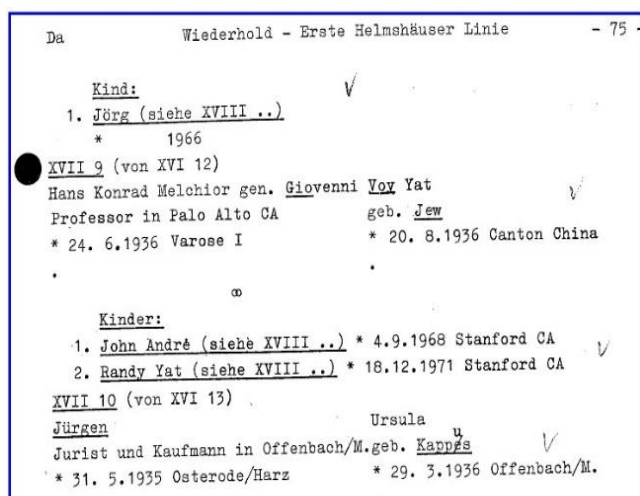 Da Wiederhold - Erste Helmshäuser Linie - 75 -
Kind:
1. Jörg (siehe XVIII ..)
* 1966
XVII 9 (von XVI 12)
Hans Konrad Melchior gen. Giovenni Voy Yat
Professor in Palo Alto CA geb. Jew
* 24. 6.1936 Varose I * 20. 8.1936 Canton China
. .
∞
Kinder:
1. John André (siehe XVIII ..) * 4.9.1968 Stanford CA
2. Randy Yat (siehe XVIII ..) * 18.12.1971 Stanford CA
XVII 10 (von XVI 13)
Jürgen Ursula
Jurist und Kaufmann in Offenbach/M. geb.
* 31. 5.1935 Osterode/Harz * 29. 3.1936 Offenbach/M.